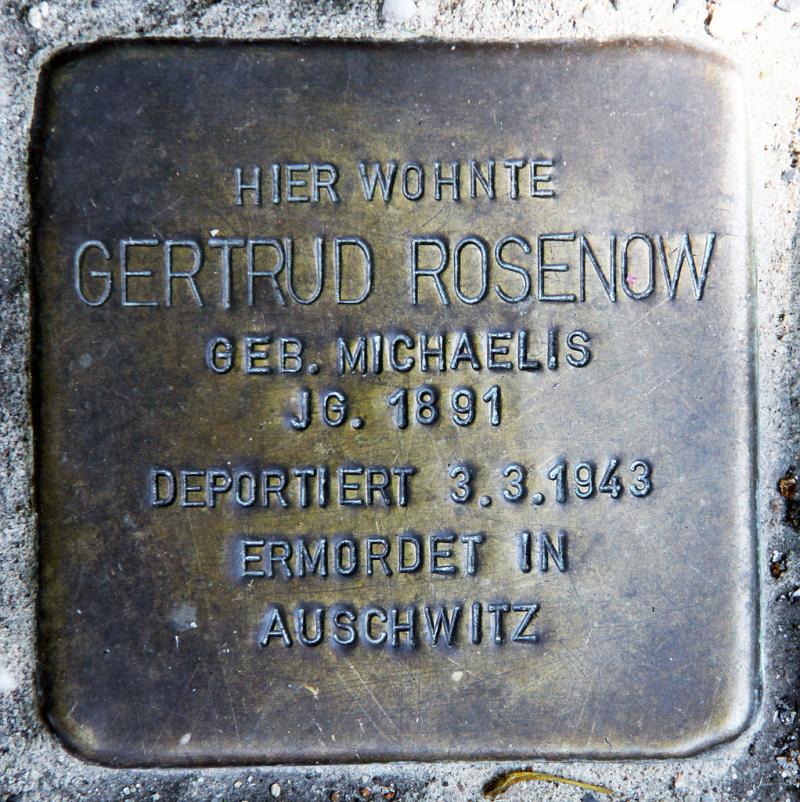 HIER WOHNTE
GERTRUD ROSENOW
GEB. MICHAELIS
JG. 1891
DEPORTIERT 3.3.1943
ERMORDET IN
AUSCHWITZ